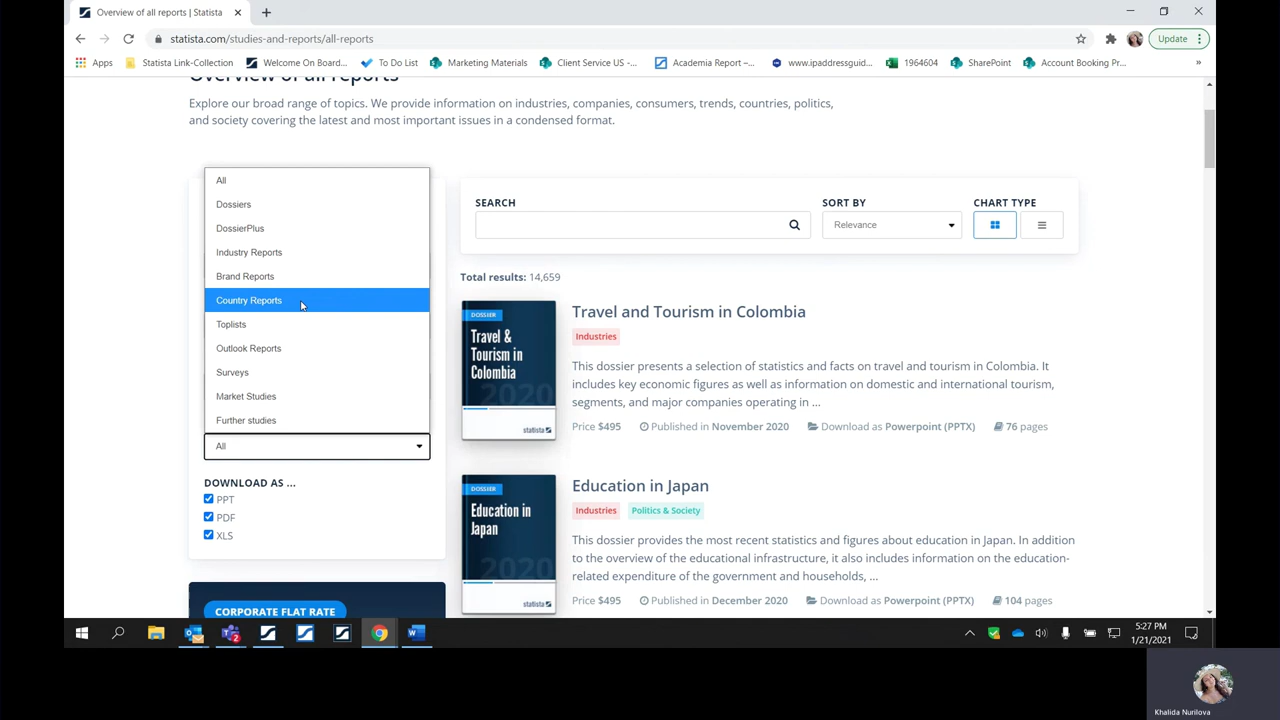 Overview of all reports | Statista
statista.com/studies-and-reports/all-reports
Update
Apps
Statista Link-Collection
Welcome On Board...
To Do List
Marketing Materials
Client Service US -...
Academia Report –...
www.ipaddressguid...
1964604
SharePoint
Account Booking Pr...
»
Overview of all reports
Explore our broad range of topics. We provide information on industries, companies, consumers, trends, countries, politics,
and society covering the latest and most important issues in a condensed format.
All
Dossiers
DossierPlus
Industry Reports
Brand Reports
Country Reports
Toplists
Outlook Reports
Surveys
Market Studies
Further studies
All
DOWNLOAD AS ...
PPT
PDF
XLS
CORPORATE FLAT RATE
SEARCH
SORT BY
CHART TYPE
Relevance
Total results: 14,659
DOSSIER
Travel &
Tourism in
Colombia
2020
statista
Travel and Tourism in Colombia
Industries
This dossier presents a selection of statistics and facts on travel and tourism in Colombia. It
includes key economic figures as well as information on domestic and international tourism,
segments, and major companies operating in ...
Price $495
Published in November 2020
Download as Powerpoint (PPTX)
76 pages
DOSSIER
Education in
Japan
2020
statista
Education in Japan
Industries
Politics & Society
This dossier provides the most recent statistics and figures about education in Japan. In addition
to the overview of the educational infrastructure, it also includes information on the education-
related expenditure of the government and households, ...
Price $495
Published in December 2020
Download as Powerpoint (PPTX)
104 pages
5:27 PM
1/21/2021
Khalida Nurilova